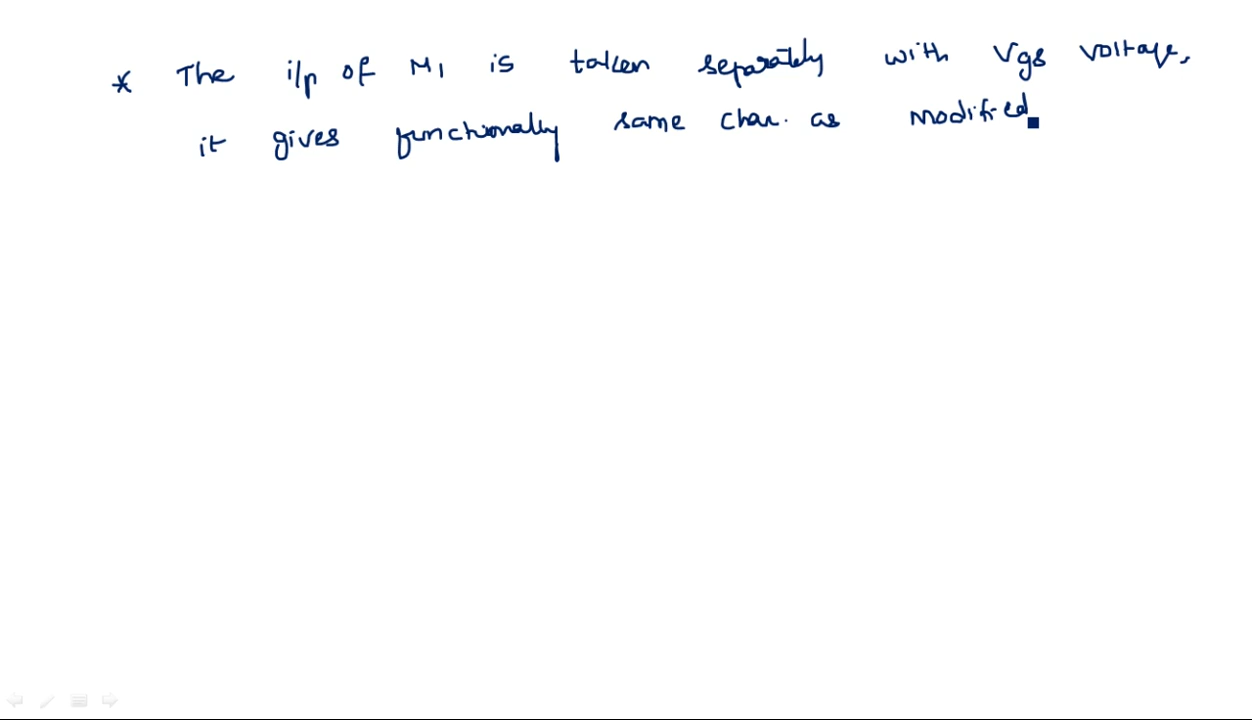 * The i/p of M1 is taken separately with Vgs voltage,
it gives functionally same char. as modified